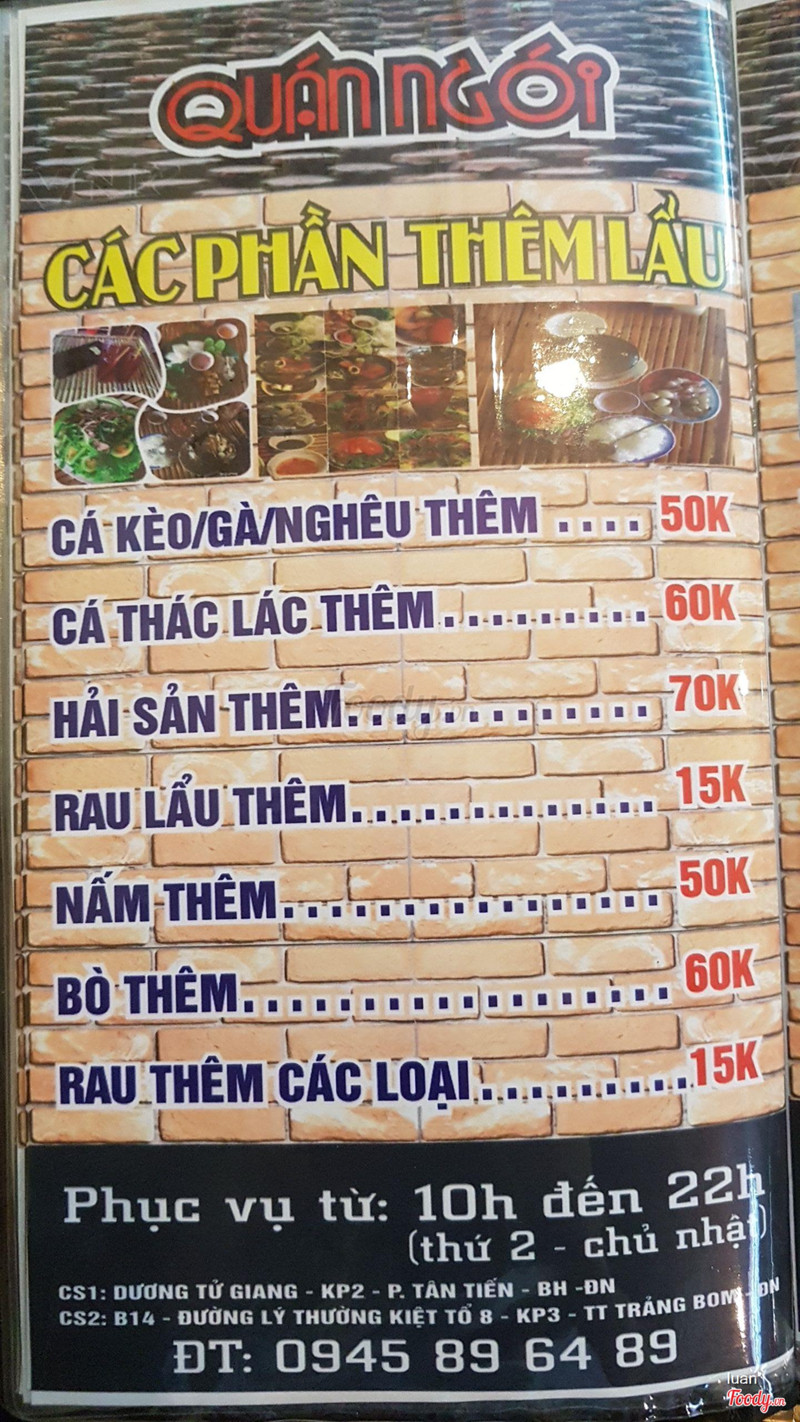 QUÁN NGÓI
CÁC PHẦN THÊM LẨU
CÁ KÈO/GÀ/NGHÊU THÊM .... 50K
CÁ THÁC LÁC THÊM......... 60K
HẢI SẢN THÊM.............. 70K
RAU LẨU THÊM.............. 15K
NẤM THÊM................. 50K
BÒ THÊM.................. 60K
RAU THÊM CÁC LOẠI..........15K
Phục vụ từ: 10h đến 22h
(thứ 2 - chủ nhật)
CS1: DƯƠNG TỬ GIANG - KP2 - P. TÂN TIẾN - BH -ĐN
CS2: B14 - ĐƯỜNG LÝ THƯỜNG KIỆT TỔ 8 - KP3 - TT TRẢNG BOM - ĐN
ĐT: 0945 89 64 89
luan
Foody.vn